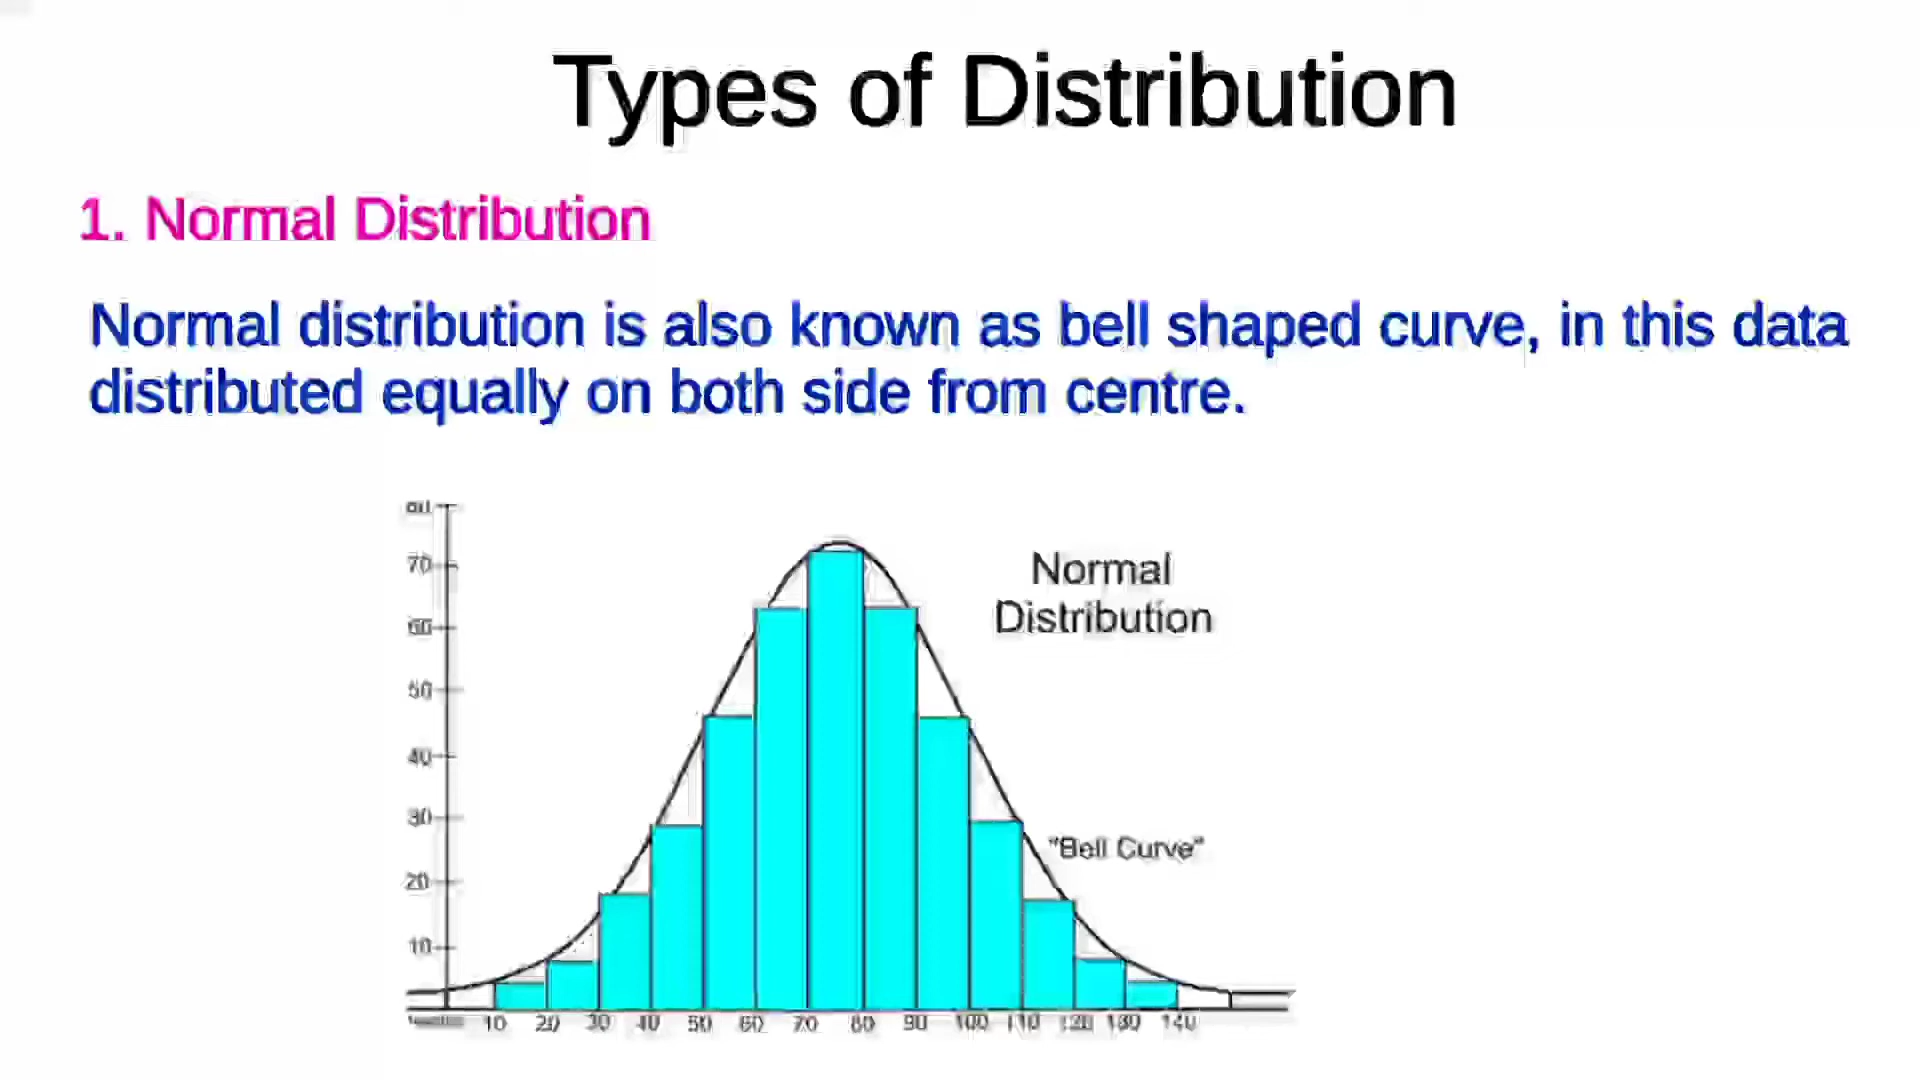 Types of Distribution
1. Normal Distribution
Normal distribution is also known as bell shaped curve, in this data
distributed equally on both side from centre.
80
70
60
50
40
30
20
10
Normal
Distribution
"Bell Curve"
10 20 30 40 50 60 70 80 90 100 110 120 130 140